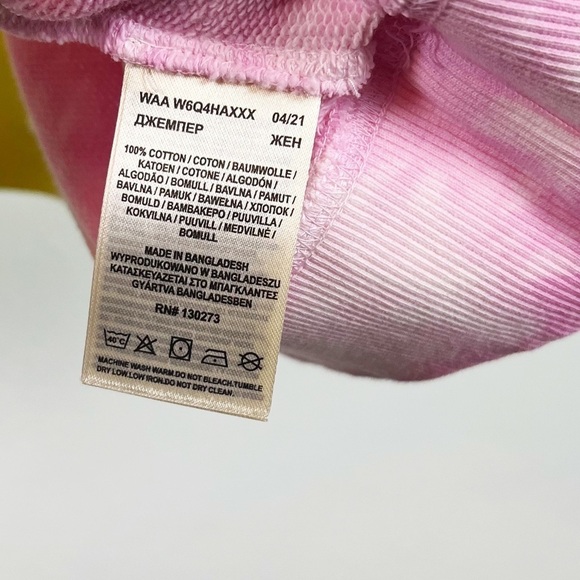 WAA W6Q4HAXXX 04/21
ДЖЕМПЕР ЖЕН
100% COTTON / COTON / BAUMWOLLE /
KATOEN / COTONE / ALGODÓN /
ALGODÃO / BOMULL / BAVLNA / PAMUT /
BAVLNA / PAMUK / BAWEŁNA / ХЛОПОК /
BOMULD / ΒΑΜΒΑΚΕΡΟ / PUUVILLA /
KOKVILNA / PUUVILL / MEDVILNĖ /
BOMULL
MADE IN BANGLADESH
WYPRODUKOWANO W BANGLADESZU
ΚΑΤΑΣΚΕΥΑΖΕΤΑΙ ΣΤΟ ΜΠΑΓΚΛΑΝΤΕΣ
GYÁRTVA BANGLADESBEN
RN# 130273
40°C
MACHINE WASH WARM.DO NOT BLEACH.TUMBLE
DRY LOW.LOW IRON.DO NOT DRY CLEAN.